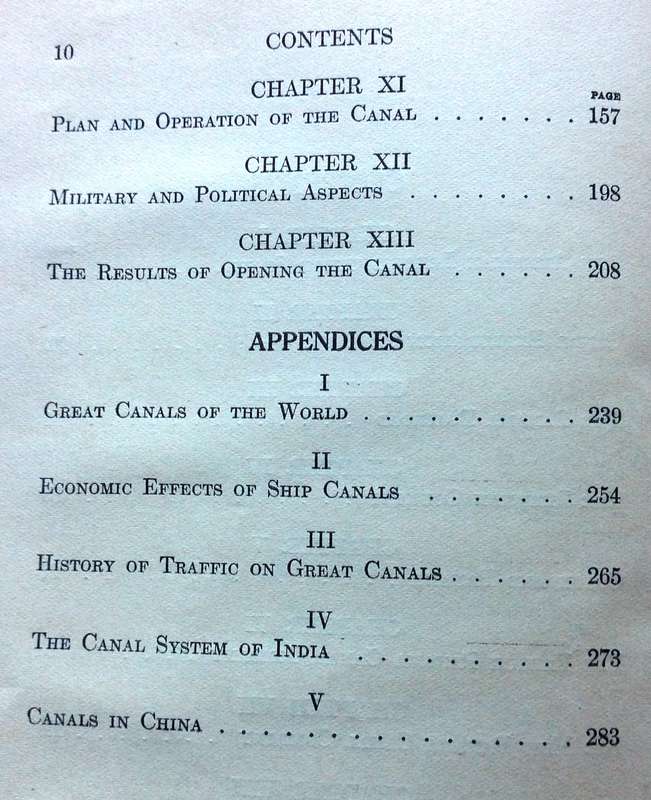 10 CONTENTS
CHAPTER XI
PAGE
Plan and Operation of the Canal . . . . . . . 157
CHAPTER XII
Military and Political Aspects . . . . . . . . 198
CHAPTER XIII
The Results of Opening the Canal . . . . . . 208
APPENDICES
I
Great Canals of the World . . . . . . . . . . 239
II
Economic Effects of Ship Canals . . . . . . . 254
III
History of Traffic on Great Canals . . . . . . 265
IV
The Canal System of India . . . . . . . . . . 273
V
Canals in China . . . . . . . . . . . . . . . . 283